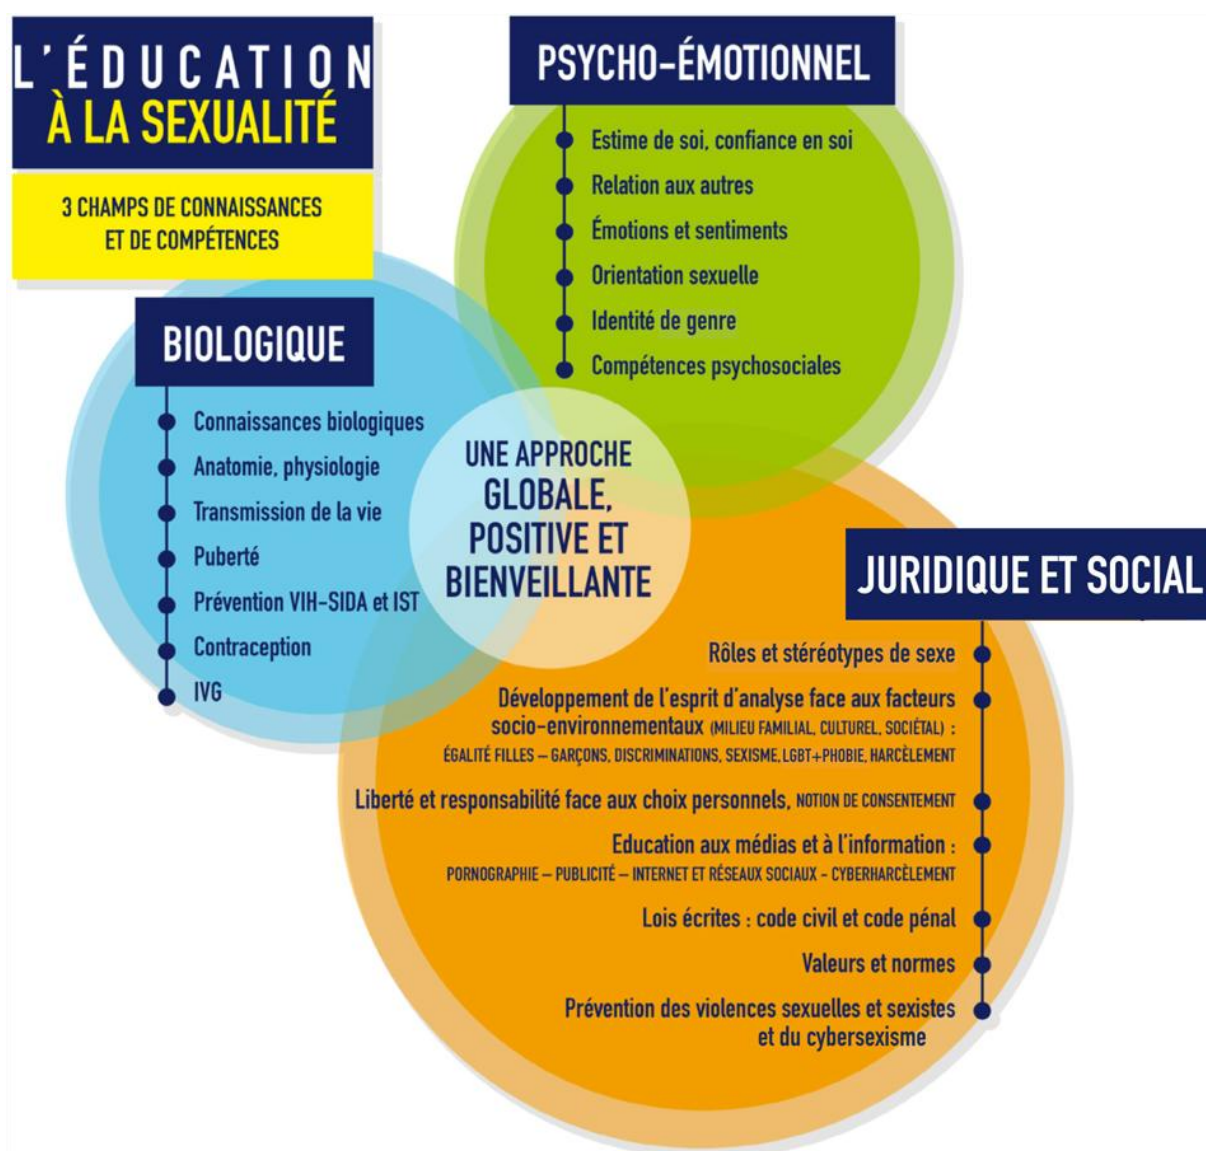 L'ÉDUCATION
À LA SEXUALITÉ
3 CHAMPS DE CONNAISSANCES
ET DE COMPÉTENCES
PSYCHO-ÉMOTIONNEL
Estime de soi, confiance en soi
Relation aux autres
Émotions et sentiments
Orientation sexuelle
Identité de genre
Compétences psychosociales
BIOLOGIQUE
Connaissances biologiques
Anatomie, physiologie
Transmission de la vie
Puberté
Prévention VIH-SIDA et IST
Contraception
IVG
UNE APPROCHE
GLOBALE,
POSITIVE ET
BIENVEILLANTE
JURIDIQUE ET SOCIAL
Rôles et stéréotypes de sexe
Développement de l'esprit d'analyse face aux facteurs
socio-environnementaux (MILIEU FAMILIAL, CULTUREL, SOCIÉTAL) :
ÉGALITÉ FILLES – GARÇONS, DISCRIMINATIONS, SEXISME, LGBT+PHOBIE, HARCÈLEMENT
Liberté et responsabilité face aux choix personnels, NOTION DE CONSENTEMENT
Education aux médias et à l'information :
PORNOGRAPHIE – PUBLICITÉ – INTERNET ET RÉSEAUX SOCIAUX - CYBERHARCÈLEMENT
Lois écrites : code civil et code pénal
Valeurs et normes
Prévention des violences sexuelles et sexistes
et du cybersexisme